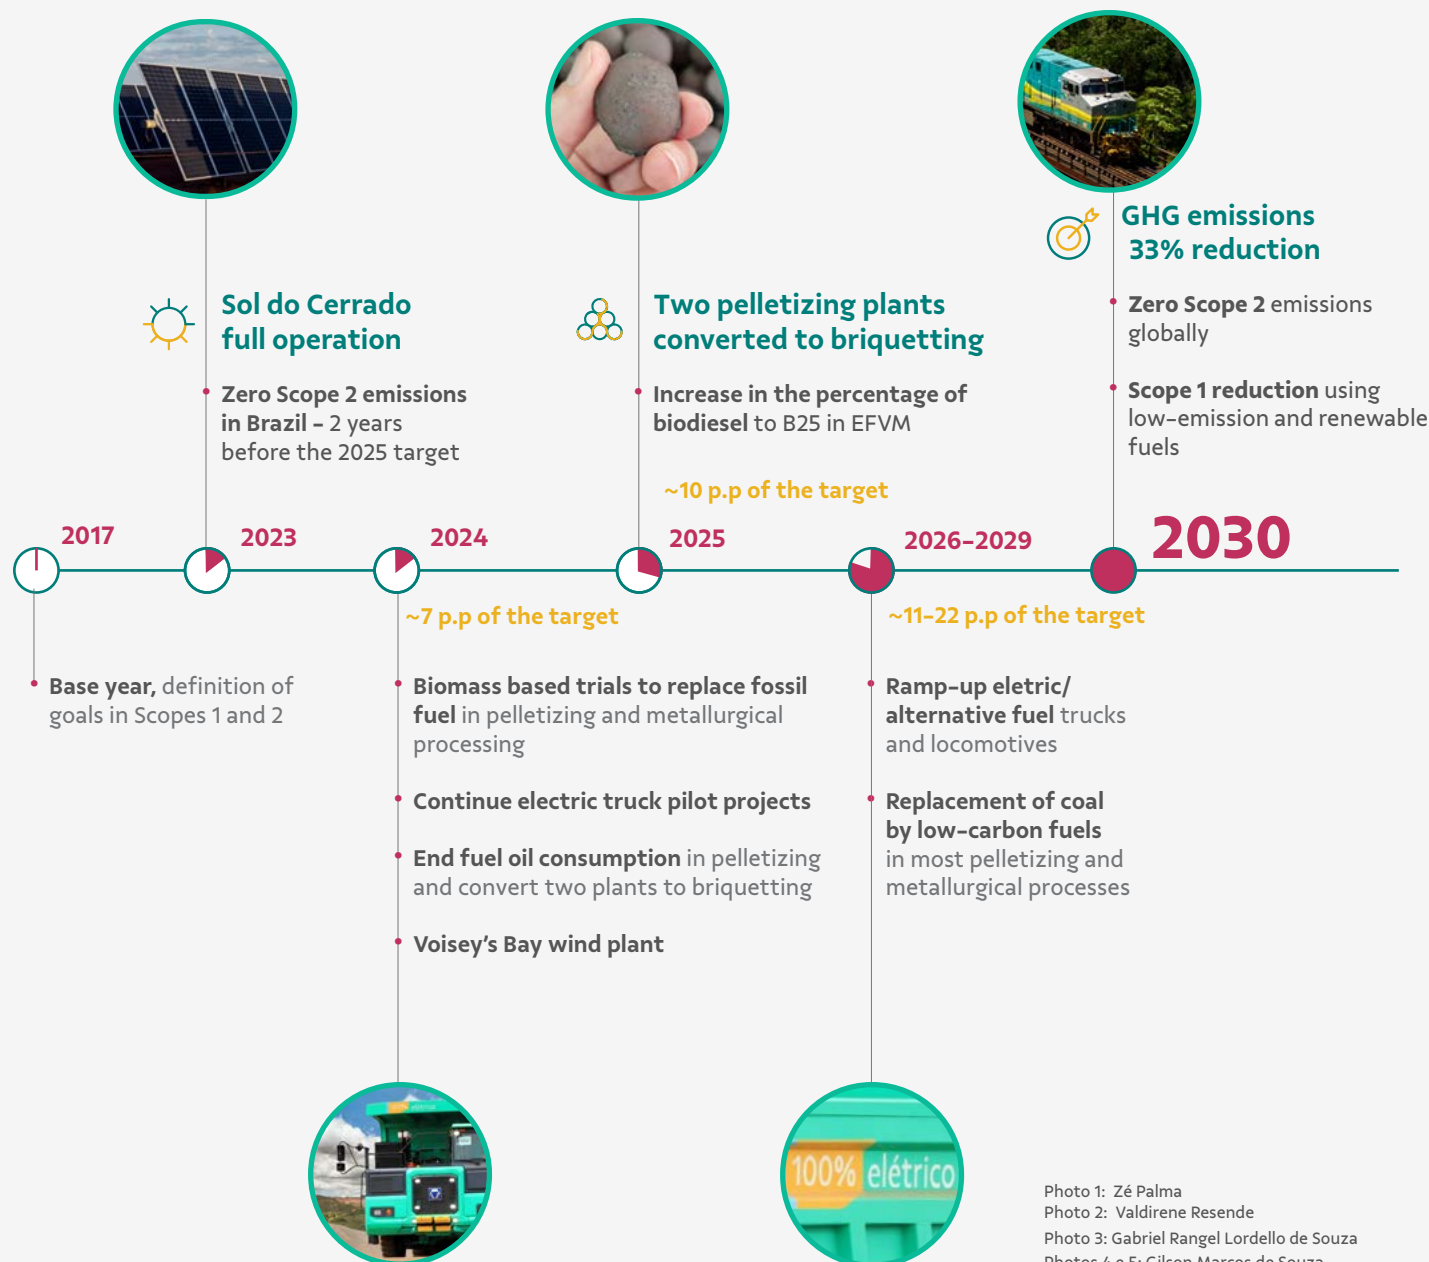 GHG emissions
33% reduction
Zero Scope 2 emissions
globally
Scope 1 reduction using
low-emission and renewable
fuels
Sol do Cerrado
full operation
Zero Scope 2 emissions
in Brazil – 2 years
before the 2025 target
Two pelletizing plants
converted to briquetting
Increase in the percentage of
biodiesel to B25 in EFVM
~10 p.p of the target
2017
2023
2024
2025
2026–2029
2030
~7 p.p of the target
~11–22 p.p of the target
Base year, definition of
goals in Scopes 1 and 2
Biomass based trials to replace fossil
fuel in pelletizing and metallurgical
processing
Continue electric truck pilot projects
End fuel oil consumption in pelletizing
and convert two plants to briquetting
Voisey’s Bay wind plant
Ramp-up eletric/
alternative fuel trucks
and locomotives
Replacement of coal
by low-carbon fuels
in most pelletizing and
metallurgical processes
100% elétrico
Photo 1: Zé Palma
Photo 2: Valdirene Resende
Photo 3: Gabriel Rangel Lordello de Souza
Photos 4 e 5: Gilson Marcos de Souza